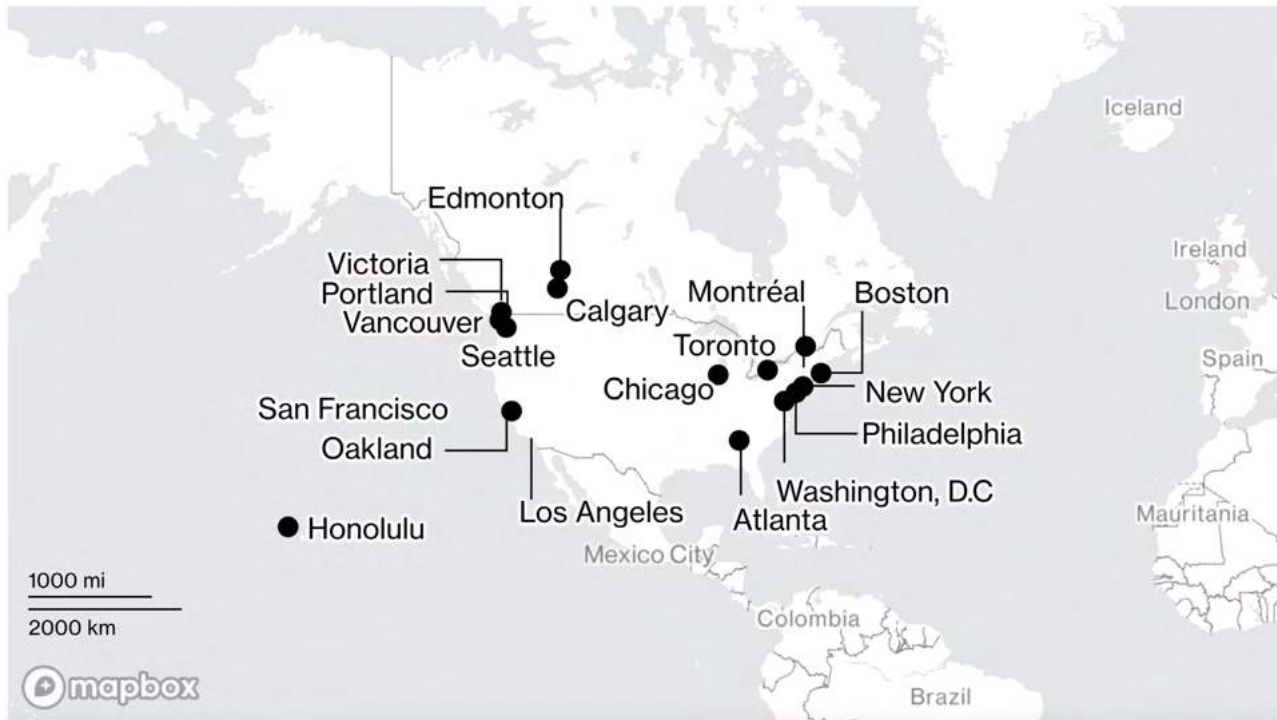 Iceland
Edmonton
Ireland
Victoria
Portland
Montréal
Boston
London
Calgary
Vancouver
Toronto
Seattle
Spain
Chicago
New York
San Francisco
Philadelphia
Oakland
Washington, D.C
Los Angeles
Atlanta
Mauritania
Honolulu
Mexico City
1000 mi
2000 km
Colombia
mapbox
Brazil